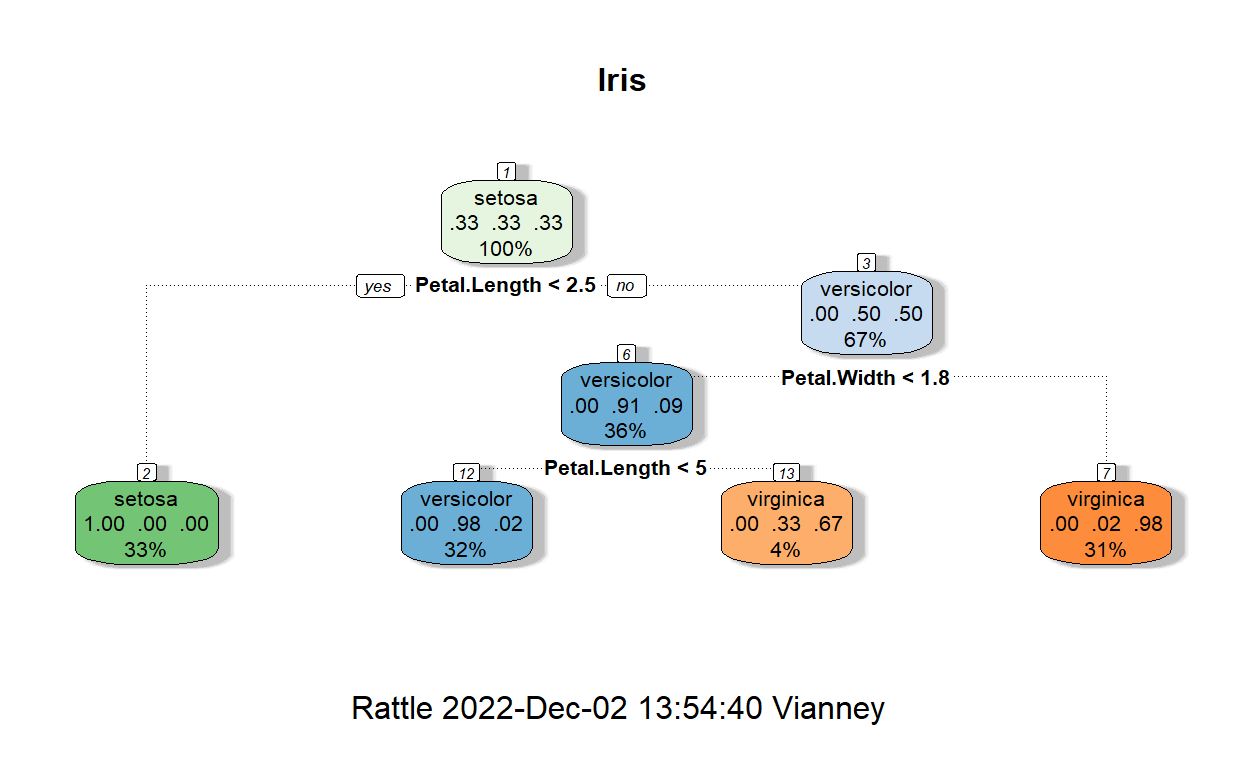 Iris
1
setosa
.33 .33 .33
100%
yes Petal.Length < 2.5 no
3
versicolor
.00 .50 .50
67%
Petal.Width < 1.8
6
versicolor
.00 .91 .09
36%
Petal.Length < 5
2
setosa
1.00 .00 .00
33%
12
versicolor
.00 .98 .02
32%
13
virginica
.00 .33 .67
4%
7
virginica
.00 .02 .98
31%
Rattle 2022-Dec-02 13:54:40 Vianney